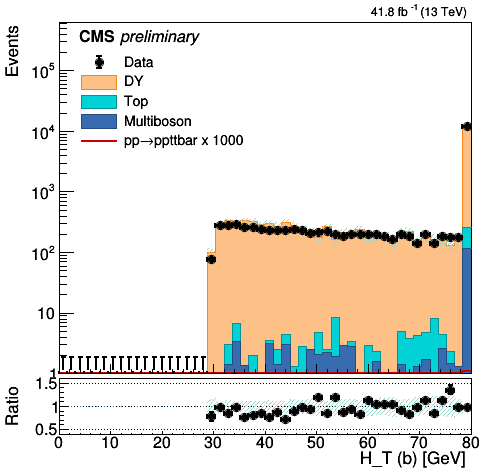 41.8 fb⁻¹ (13 TeV)
Events
CMS preliminary
Data
DY
Top
Multiboson
pp→ppttbar x 1000
10⁵
10⁴
10³
10²
10
1
1.5
1
0.5
Ratio
0 10 20 30 40 50 60 70 80
H_T (b) [GeV]